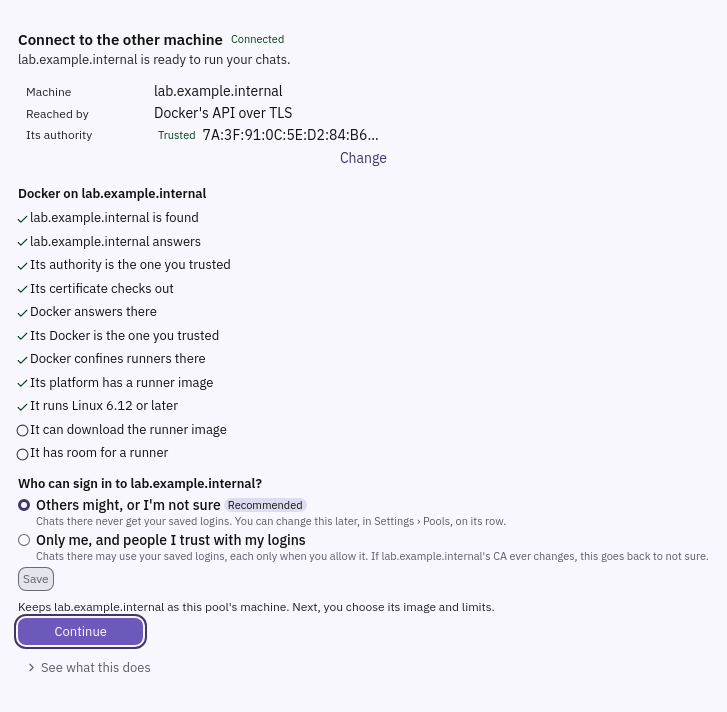 Connect to the other machine Connected
lab.example.internal is ready to run your chats.
Machine lab.example.internal
Reached by Docker's API over TLS
Its authority Trusted 7A:3F:91:0C:5E:D2:84:B6...
Change
Docker on lab.example.internal
lab.example.internal is found
lab.example.internal answers
Its authority is the one you trusted
Its certificate checks out
Docker answers there
Its Docker is the one you trusted
Docker confines runners there
Its platform has a runner image
It runs Linux 6.12 or later
It can download the runner image
It has room for a runner
Who can sign in to lab.example.internal?
Others might, or I'm not sure Recommended
Chats there never get your saved logins. You can change this later, in Settings › Pools, on its row.
Only me, and people I trust with my logins
Chats there may use your saved logins, each only when you allow it. If lab.example.internal's CA ever changes, this goes back to not sure.
Save
Keeps lab.example.internal as this pool's machine. Next, you choose its image and limits.
Continue
See what this does